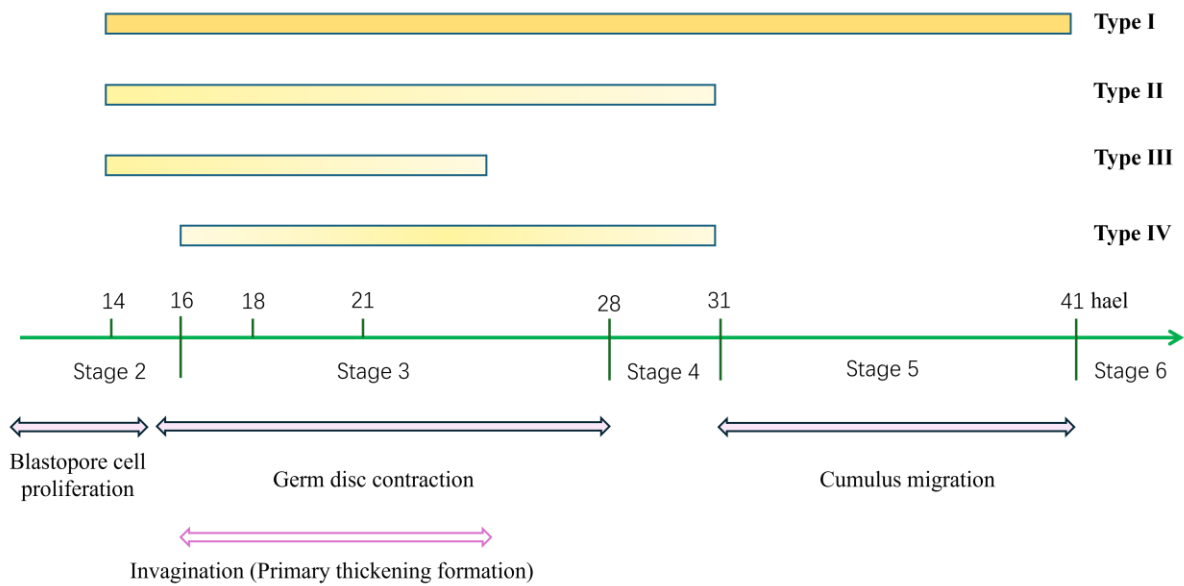 Type I
Type II
Type III
Type IV
14 16 18 21 28 31 41 hael
Stage 2 Stage 3 Stage 4 Stage 5 Stage 6
Blastopore cell
proliferation
Germ disc contraction
Cumulus migration
Invagination (Primary thickening formation)